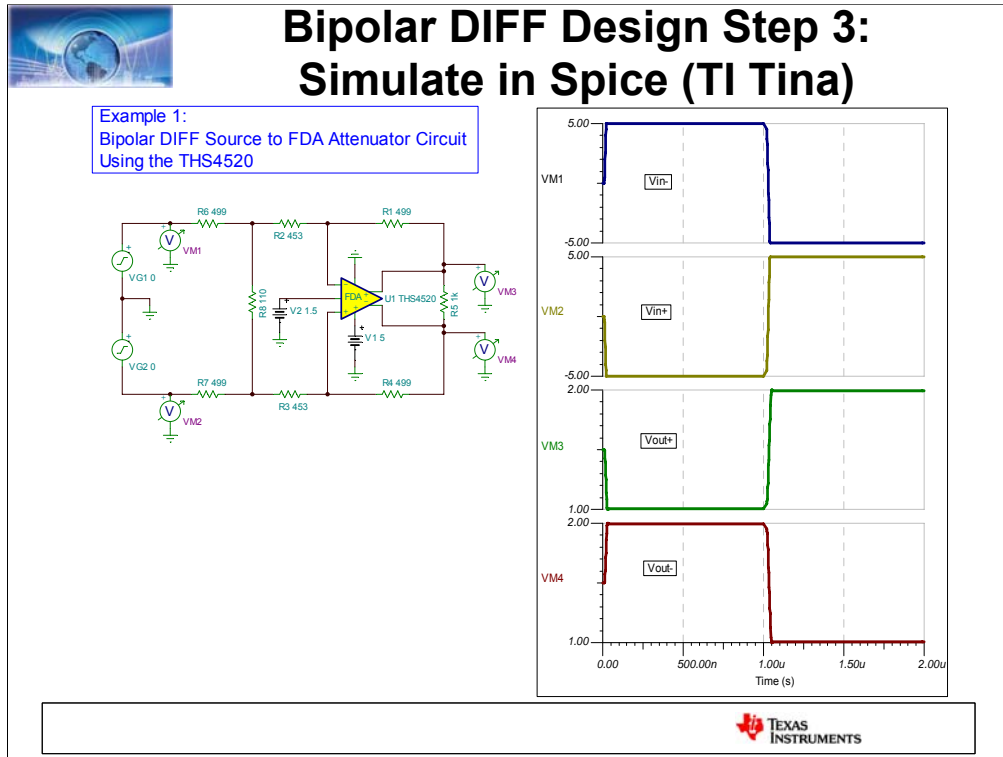 Bipolar DIFF Design Step 3:
Simulate in Spice (TI Tina)
Example 1:
Bipolar DIFF Source to FDA Attenuator Circuit
Using the THS4520
R6 499
R2 453
R1 499
VM1
VG1 0
R8 110
V2 1.5
FDA
U1 THS4520
R5 1k
VM3
V1 5
VM4
VG2 0
R7 499
R3 453
R4 499
VM2
5.00
VM1
Vin-
-5.00
5.00
VM2
Vin+
-5.00
2.00
VM3
Vout+
1.00
2.00
VM4
Vout-
1.00
0.00 500.00n 1.00u 1.50u 2.00u
Time (s)
TEXAS
INSTRUMENTS